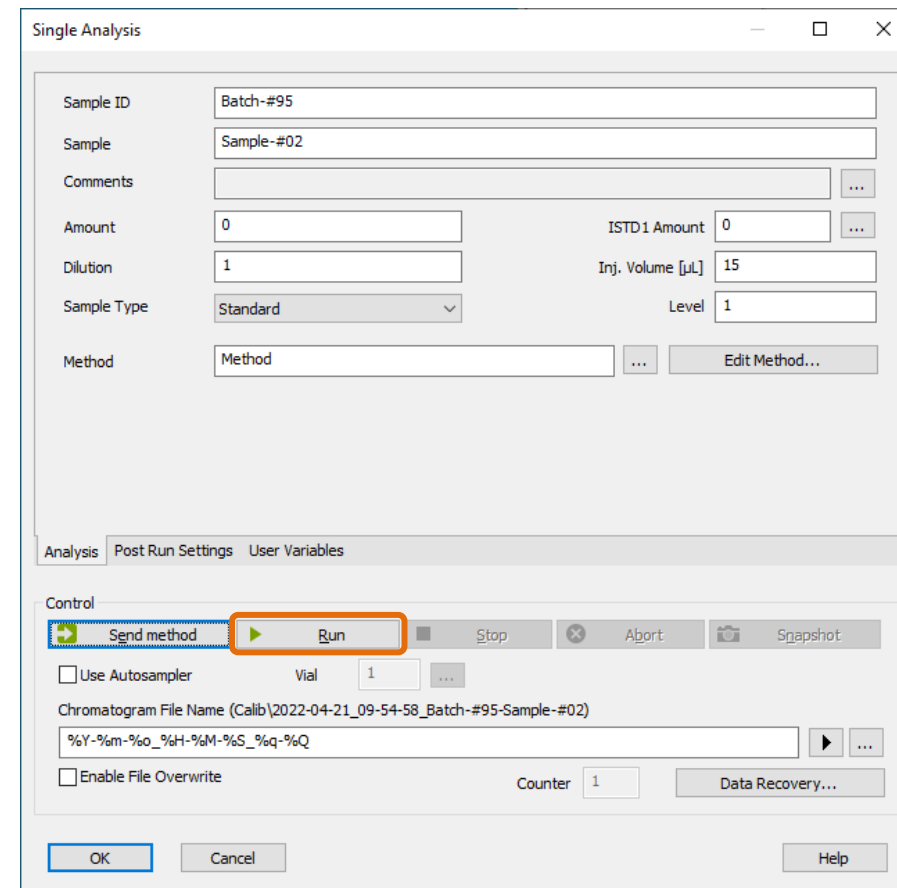 Single Analysis
Sample ID Batch-#95
Sample Sample-#02
Comments ...
Amount 0 ISTD1 Amount 0 ...
Dilution 1 Inj. Volume [µL] 15
Sample Type Standard Level 1
Method Method ... Edit Method...
Analysis Post Run Settings User Variables
Control
Send method Run Stop Abort Snapshot
Use Autosampler Vial 1 ...
Chromatogram File Name (Calib\2022-04-21_09-54-58_Batch-#95-Sample-#02)
%Y-%m-%o_%H-%M-%S_%q-%Q ...
Enable File Overwrite Counter 1 Data Recovery...
OK Cancel Help